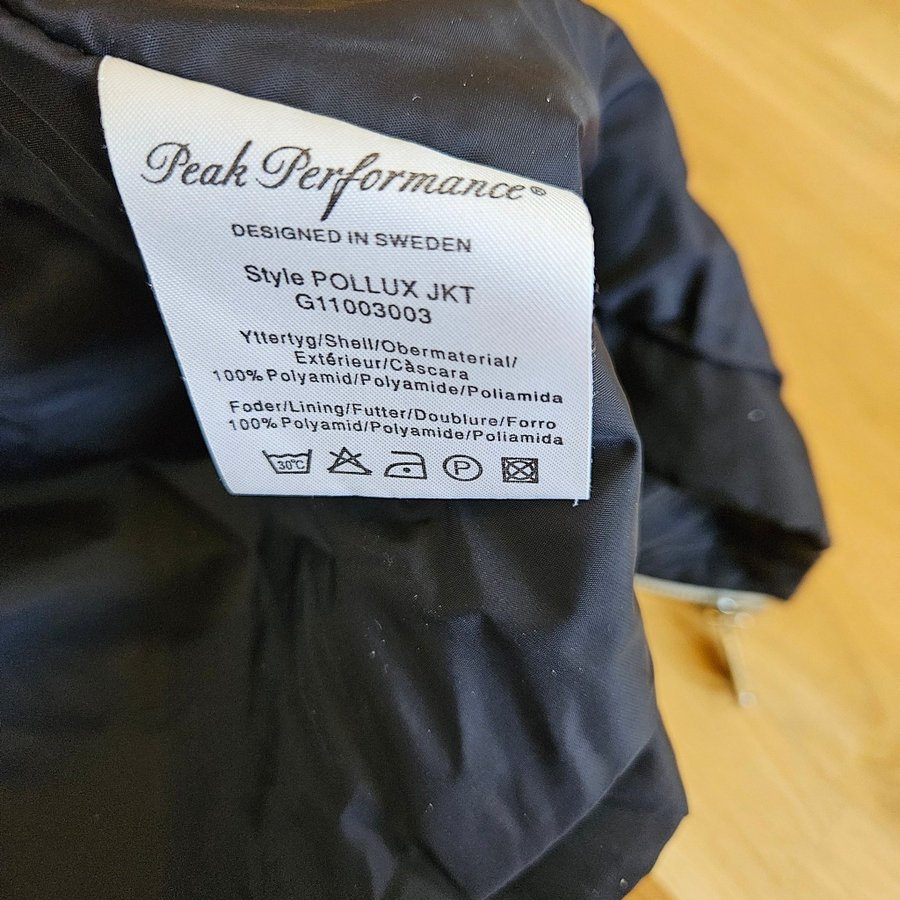 Peak Performance®
DESIGNED IN SWEDEN
Style POLLUX JKT
G11003003
Yttertyg/Shell/Obermaterial/
Extérieur/Càscara
100% Polyamid/Polyamide/Poliamida
Foder/Lining/Futter/Doublure/Forro
100% Polyamid/Polyamide/Poliamida
30°C P